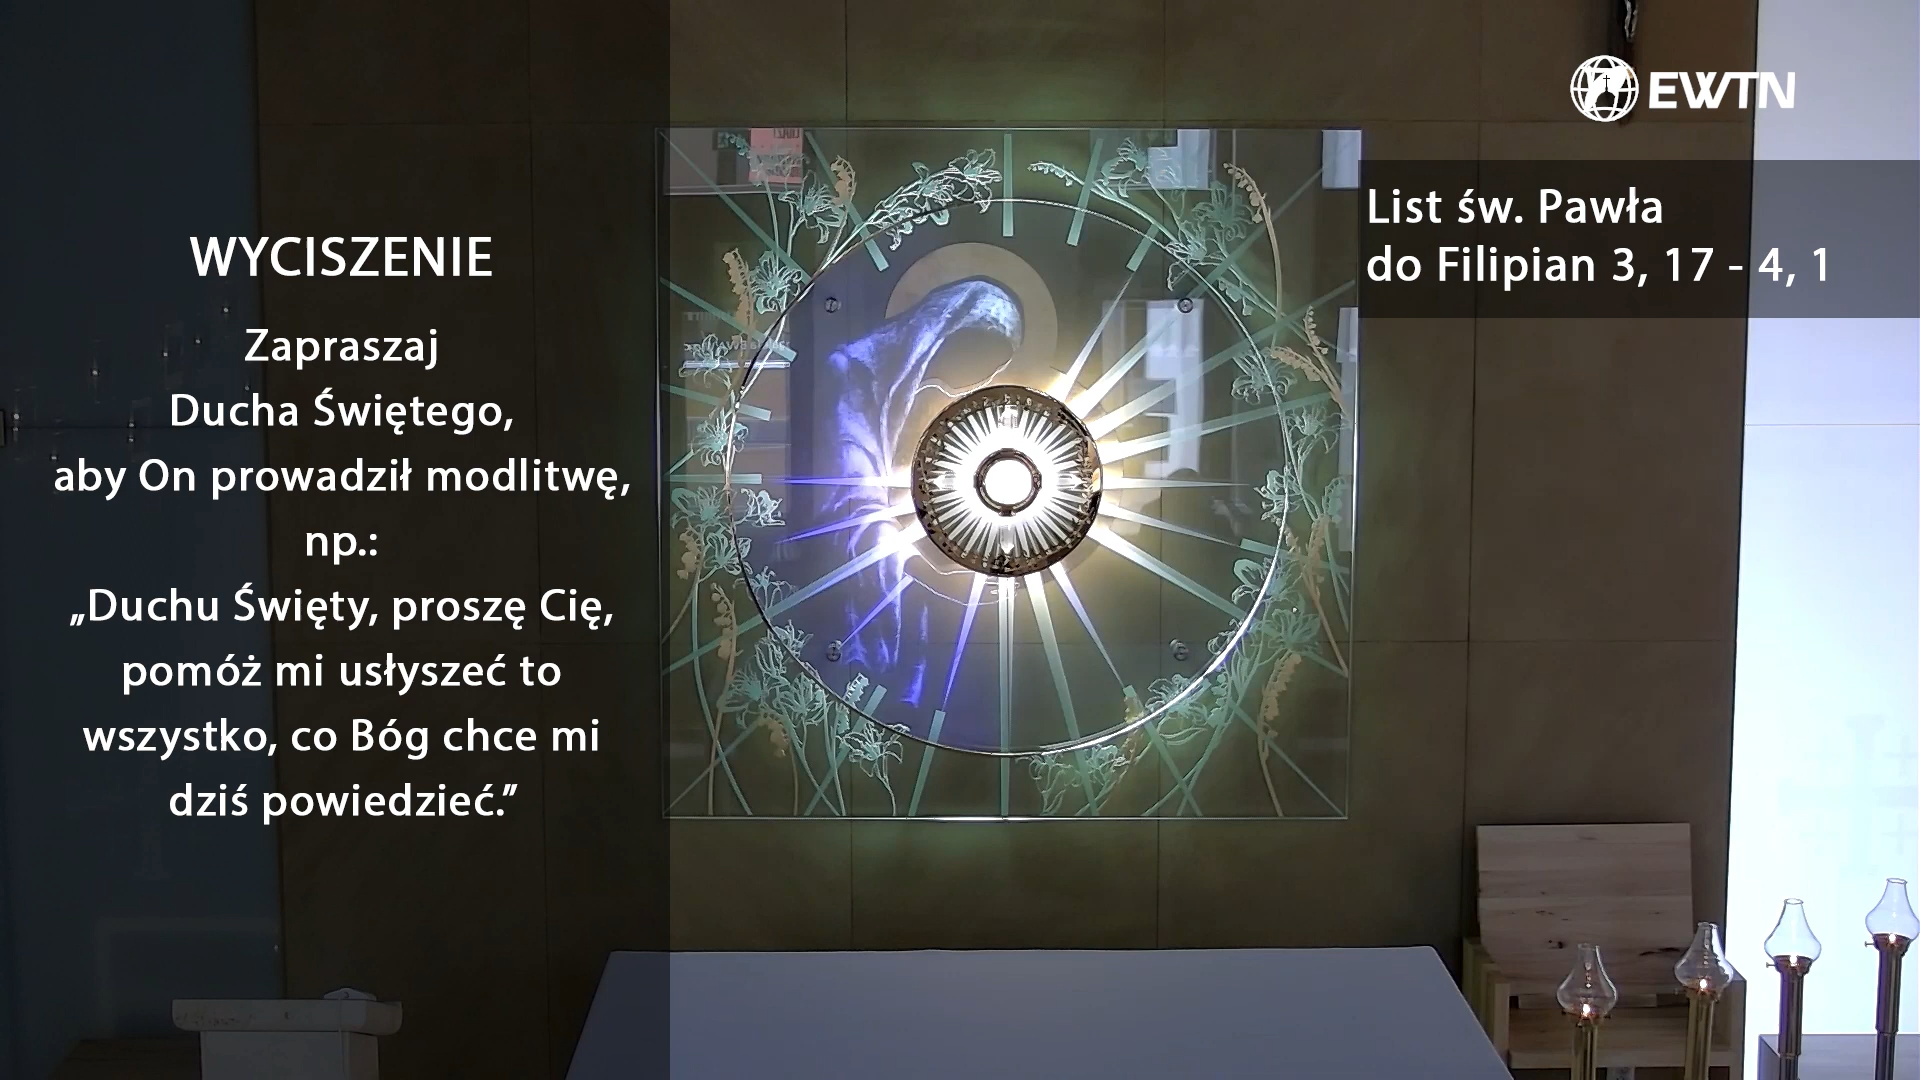 WYCISZENIE
Zapraszaj
Ducha Świętego,
aby On prowadził modlitwę,
np.:
„Duchu Święty, proszę Cię,
pomóż mi usłyszeć to
wszystko, co Bóg chce mi
dziś powiedzieć.”
EWTN
List św. Pawła
do Filipian 3, 17 - 4, 1